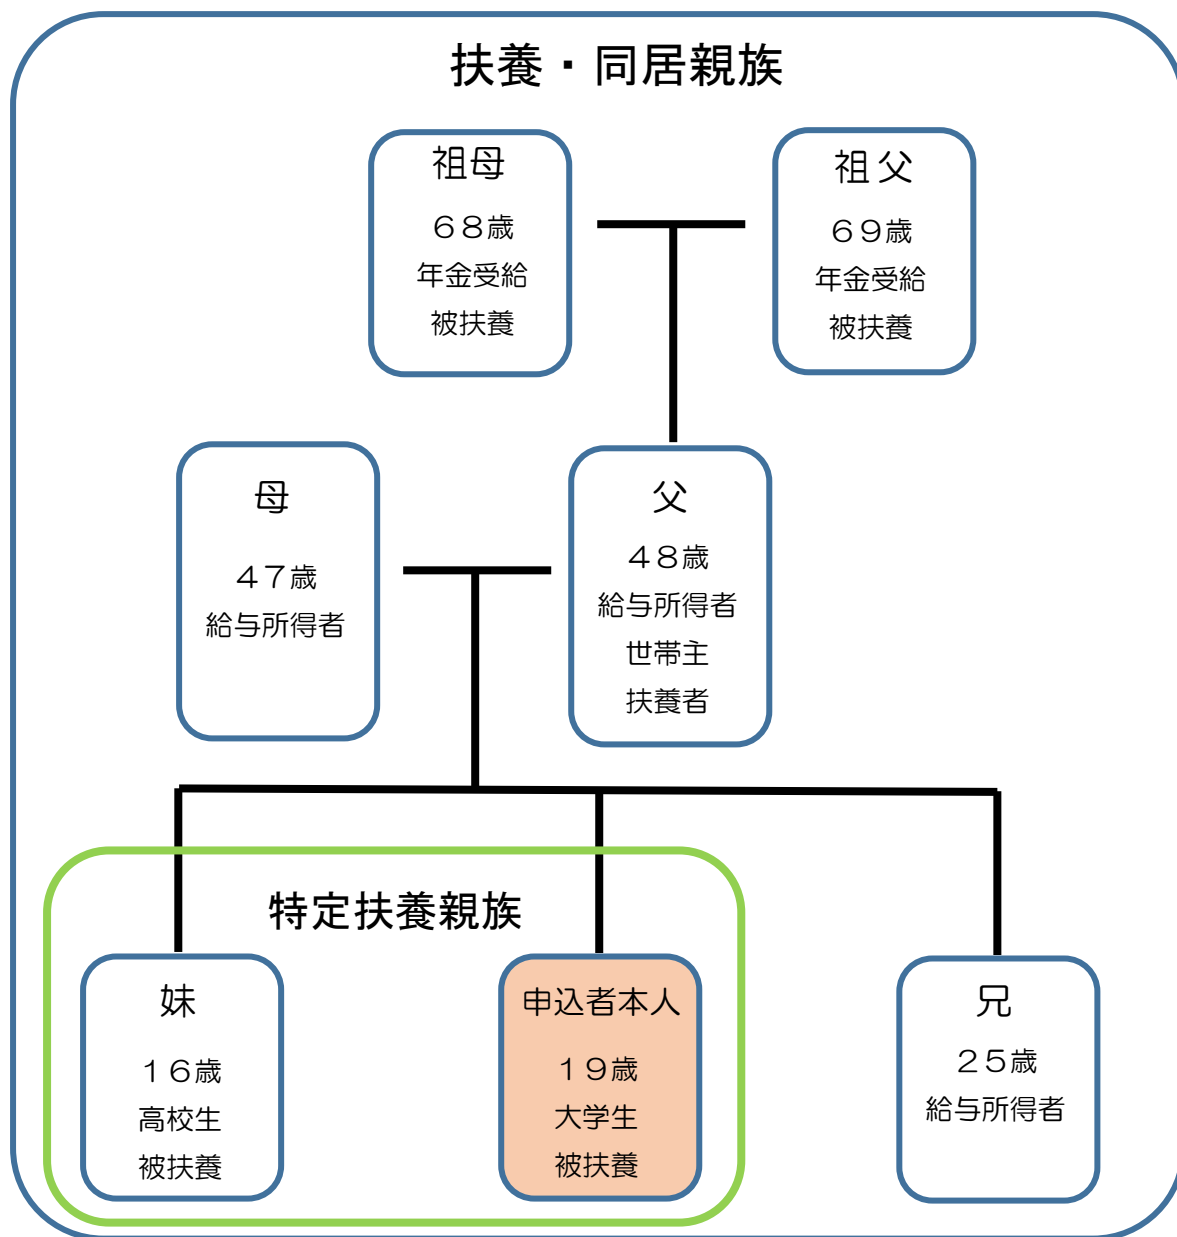 扶養・同居親族
祖母
６８歳
年金受給
被扶養
祖父
６９歳
年金受給
被扶養
母
４７歳
給与所得者
父
４８歳
給与所得者
世帯主
扶養者
特定扶養親族
妹
１６歳
高校生
被扶養
申込者本人
１９歳
大学生
被扶養
兄
２５歳
給与所得者